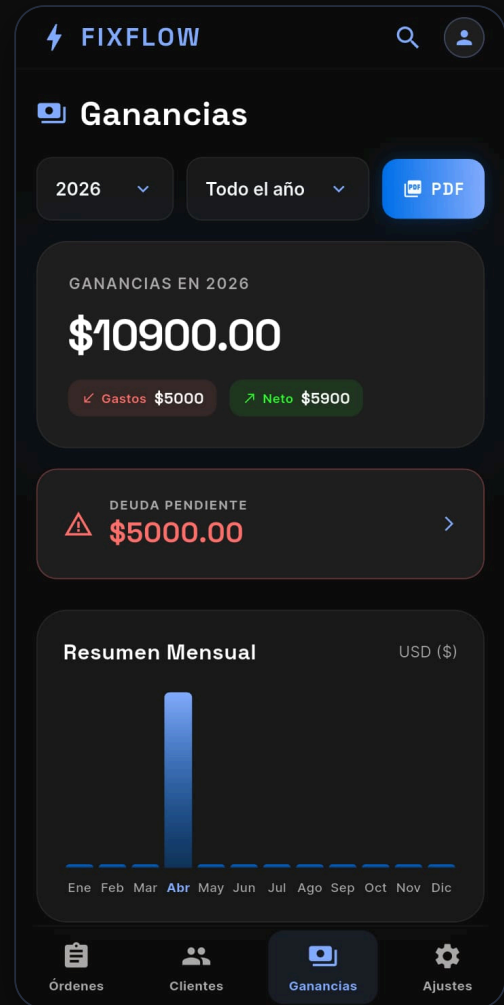 FIXFLOW
Ganancias
2026
Todo el año
PDF PDF
GANANCIAS EN 2026
$10900.00
Gastos $5000
Neto $5900
DEUDA PENDIENTE
$5000.00
Resumen Mensual
USD ($)
Ene Feb Mar Abr May Jun Jul Ago Sep Oct Nov Dic
Órdenes
Clientes
Ganancias
Ajustes